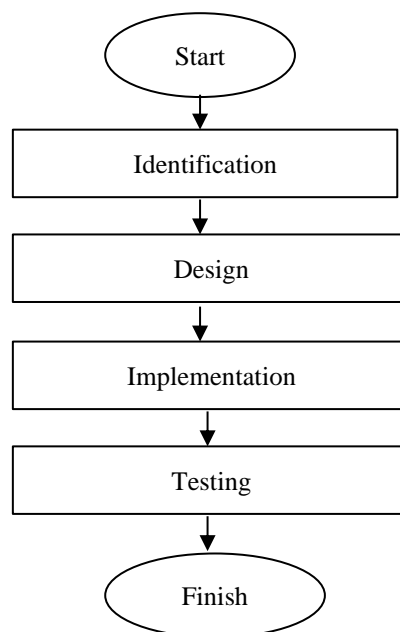 Start
Identification
Design
Implementation
Testing
Finish